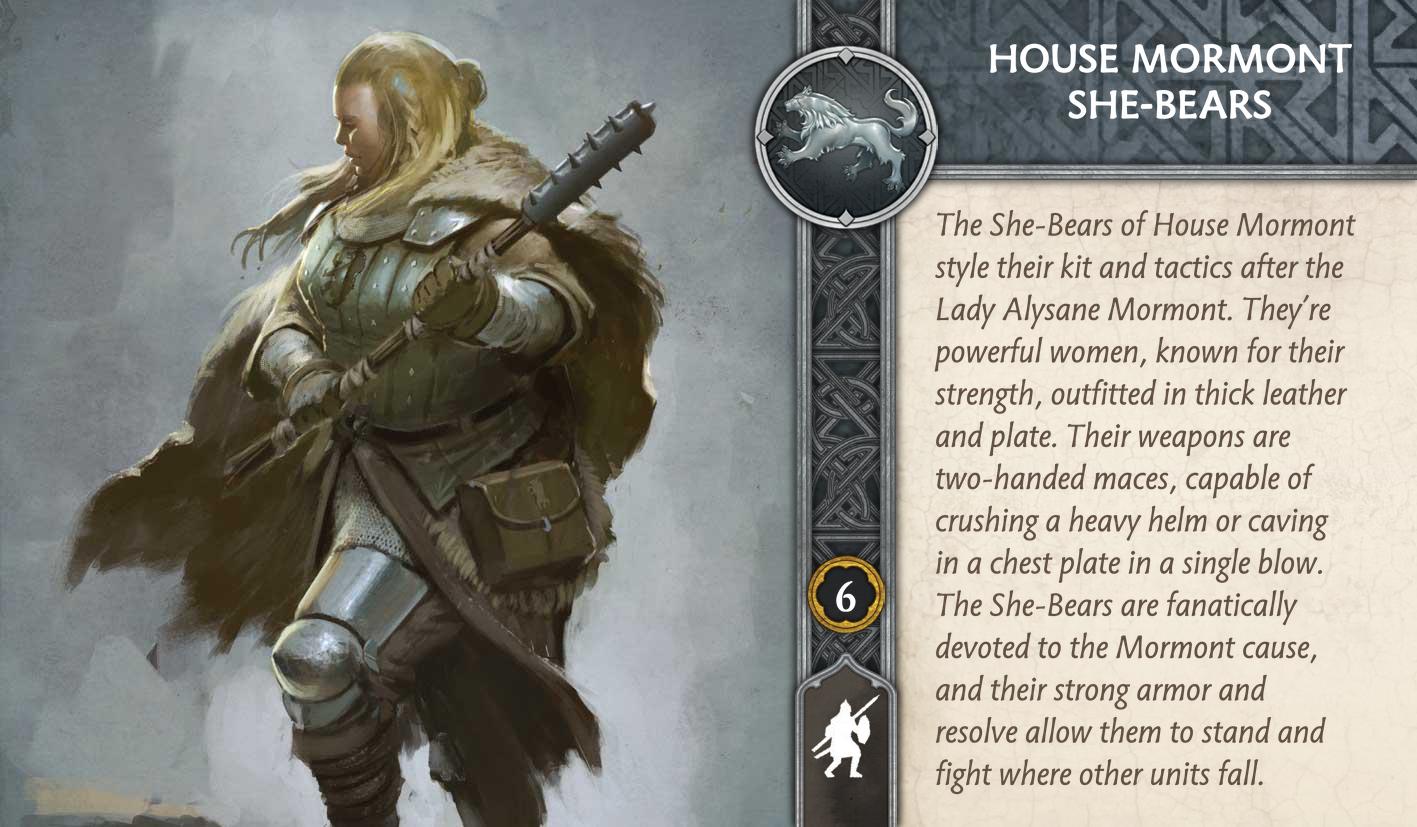 HOUSE MORMONT
SHE-BEARS
The She-Bears of House Mormont
style their kit and tactics after the
Lady Alysane Mormont. They’re
powerful women, known for their
strength, outfitted in thick leather
and plate. Their weapons are
two-handed maces, capable of
crushing a heavy helm or caving
in a chest plate in a single blow.
The She-Bears are fanatically
devoted to the Mormont cause,
and their strong armor and
resolve allow them to stand and
fight where other units fall.
6